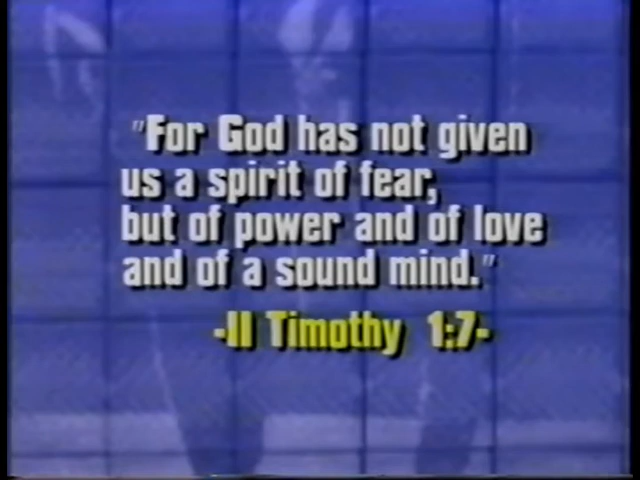 "For God has not given
us a spirit of fear,
but of power and of love
and of a sound mind."
-II Timothy 1:7-